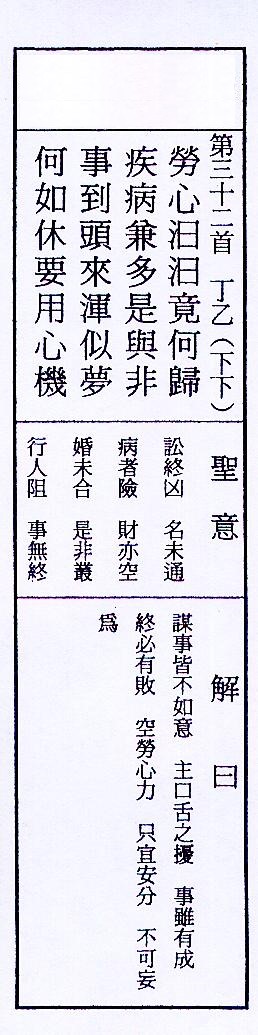 第三十二首　丁乙（下下）
勞心汩汩竟何歸
疾病兼多是與非
事到頭來渾似夢
何如休要用心機
聖意
訟終凶　名未通
病者險　財亦空
婚未合　是非叢
行人阻　事無終
解曰
謀事皆不如意　主口舌之擾　事雖有成
終必有敗　空勞心力　只宜安分　不可妄
為